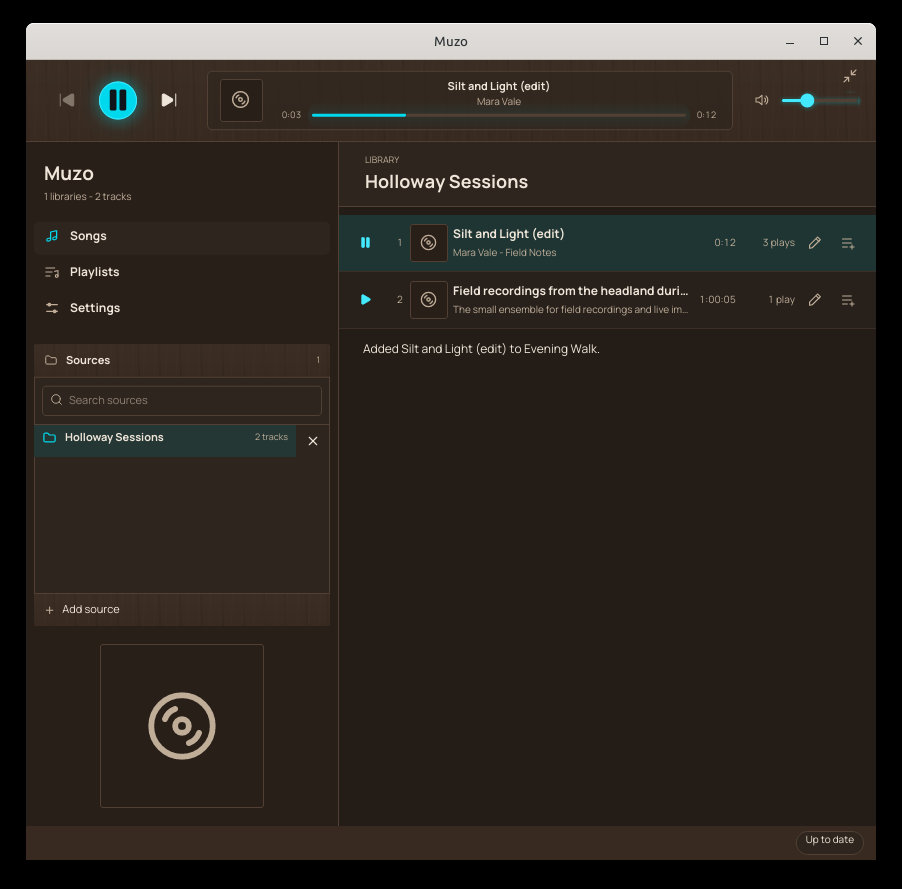 Muzo
Silt and Light (edit)
Mara Vale
0:03
0:12
Muzo
1 libraries - 2 tracks
Songs
Playlists
Settings
Sources
1
Search sources
Holloway Sessions
2 tracks
Add source
LIBRARY
Holloway Sessions
1
Silt and Light (edit)
Mara Vale - Field Notes
0:12
3 plays
2
Field recordings from the headland duri…
The small ensemble for field recordings and live im…
1:00:05
1 play
Added Silt and Light (edit) to Evening Walk.
Up to date